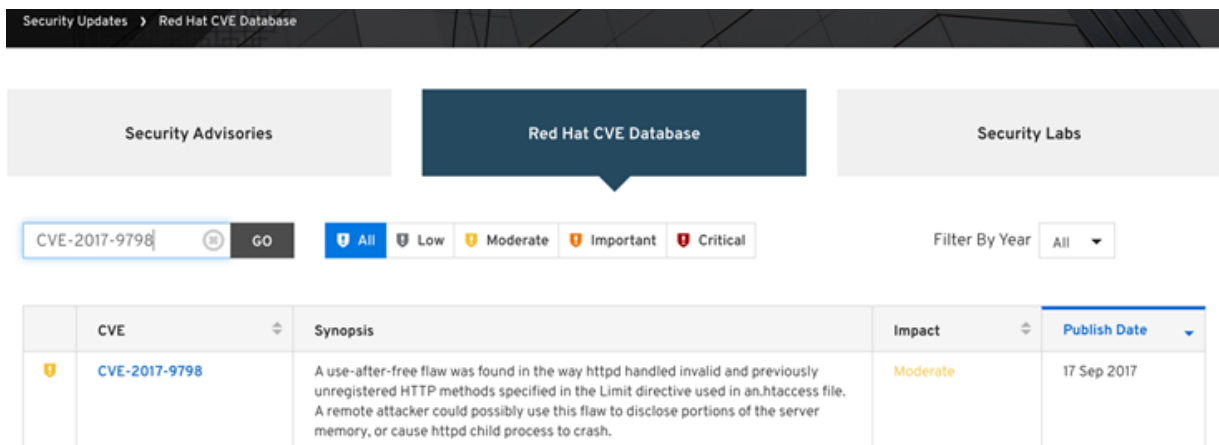 Security Updates ❯ Red Hat CVE Database
Security Advisories
Red Hat CVE Database
Security Labs
CVE-2017-9798
GO
All
Low
Moderate
Important
Critical
Filter By Year
All
CVE
Synopsis
Impact
Publish Date
CVE-2017-9798
A use-after-free flaw was found in the way httpd handled invalid and previously
unregistered HTTP methods specified in the Limit directive used in an.htaccess file.
A remote attacker could possibly use this flaw to disclose portions of the server
memory, or cause httpd child process to crash.
Moderate
17 Sep 2017